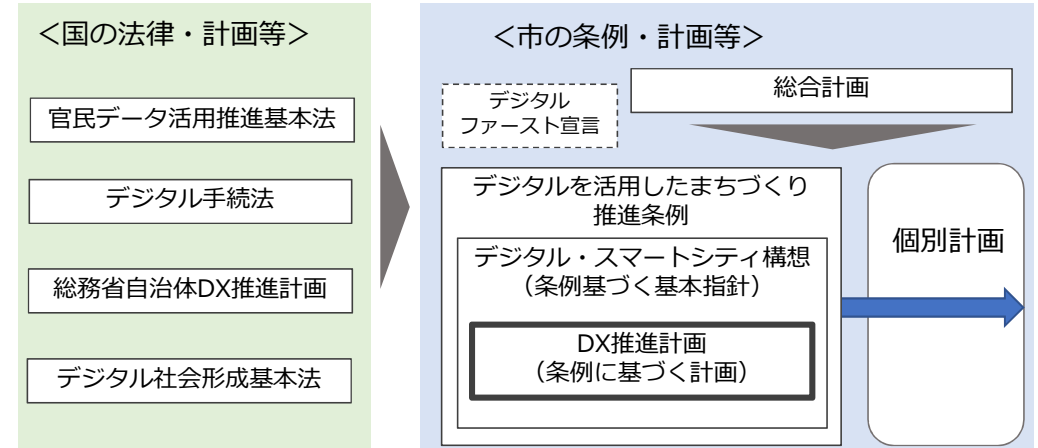 ＜国の法律・計画等＞
官民データ活用推進基本法
デジタル手続法
総務省自治体DX推進計画
デジタル社会形成基本法
＜市の条例・計画等＞
デジタル
ファースト宣言
総合計画
デジタルを活用したまちづくり
推進条例
デジタル・スマートシティ構想
（条例基づく基本指針）
DX推進計画
（条例に基づく計画）
個別計画